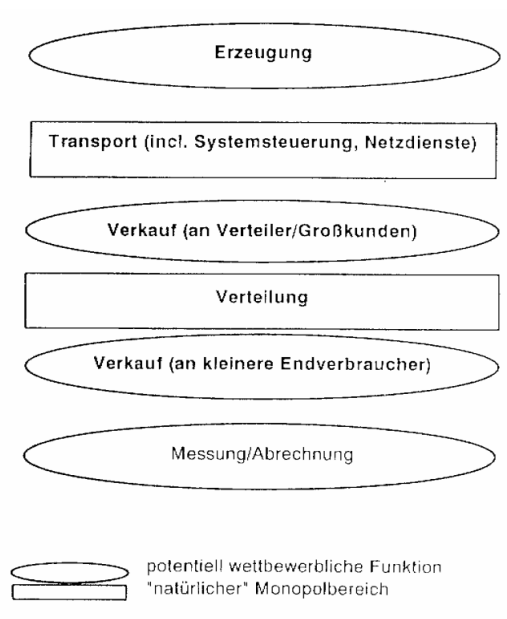 Erzeugung
Transport (incl. Systemsteuerung, Netzdienste)
Verkauf (an Verteiler/Großkunden)
Verteilung
Verkauf (an kleinere Endverbraucher)
Messung/Abrechnung
potentiell wettbewerbliche Funktion
"natürlicher" Monopolbereich